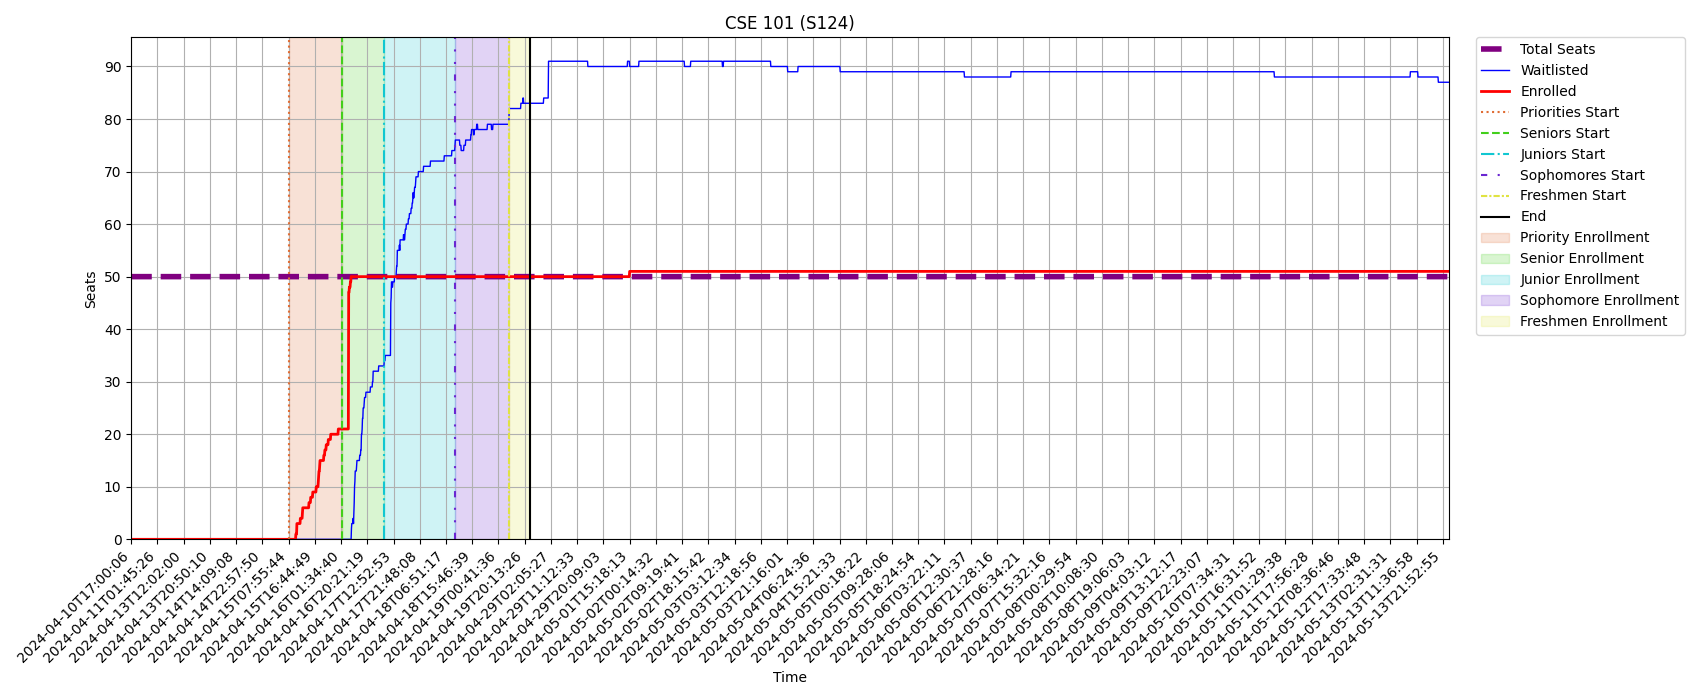 CSE 101 (S124)
Seats
90
80
70
60
50
40
30
20
10
0
2024-04-10T17:00:06
2024-04-11T01:45:26
2024-04-13T12:02:00
2024-04-13T20:50:10
2024-04-14T14:09:08
2024-04-14T22:57:50
2024-04-15T07:55:44
2024-04-15T16:44:49
2024-04-16T01:34:40
2024-04-16T20:21:19
2024-04-17T12:52:53
2024-04-17T21:48:08
2024-04-18T06:51:17
2024-04-18T15:46:39
2024-04-19T00:41:36
2024-04-19T20:13:26
2024-04-29T02:05:27
2024-04-29T11:12:33
2024-04-29T20:09:03
2024-05-01T15:18:13
2024-05-02T00:14:32
2024-05-02T09:19:41
2024-05-02T18:15:42
2024-05-03T03:12:34
2024-05-03T12:18:56
2024-05-03T21:16:01
2024-05-04T06:24:36
2024-05-04T15:21:33
2024-05-05T00:18:22
2024-05-05T09:28:06
2024-05-05T18:24:54
2024-05-06T03:22:11
2024-05-06T12:30:37
2024-05-06T21:28:16
2024-05-07T06:34:21
2024-05-07T15:32:16
2024-05-08T00:29:54
2024-05-08T10:08:30
2024-05-08T19:06:03
2024-05-09T04:03:12
2024-05-09T13:12:17
2024-05-09T22:23:07
2024-05-10T07:34:31
2024-05-10T16:31:52
2024-05-11T01:29:38
2024-05-11T17:56:28
2024-05-12T08:36:46
2024-05-12T17:33:48
2024-05-13T02:31:31
2024-05-13T11:36:58
2024-05-13T21:52:55
Time
Total Seats
Waitlisted
Enrolled
Priorities Start
Seniors Start
Juniors Start
Sophomores Start
Freshmen Start
End
Priority Enrollment
Senior Enrollment
Junior Enrollment
Sophomore Enrollment
Freshmen Enrollment